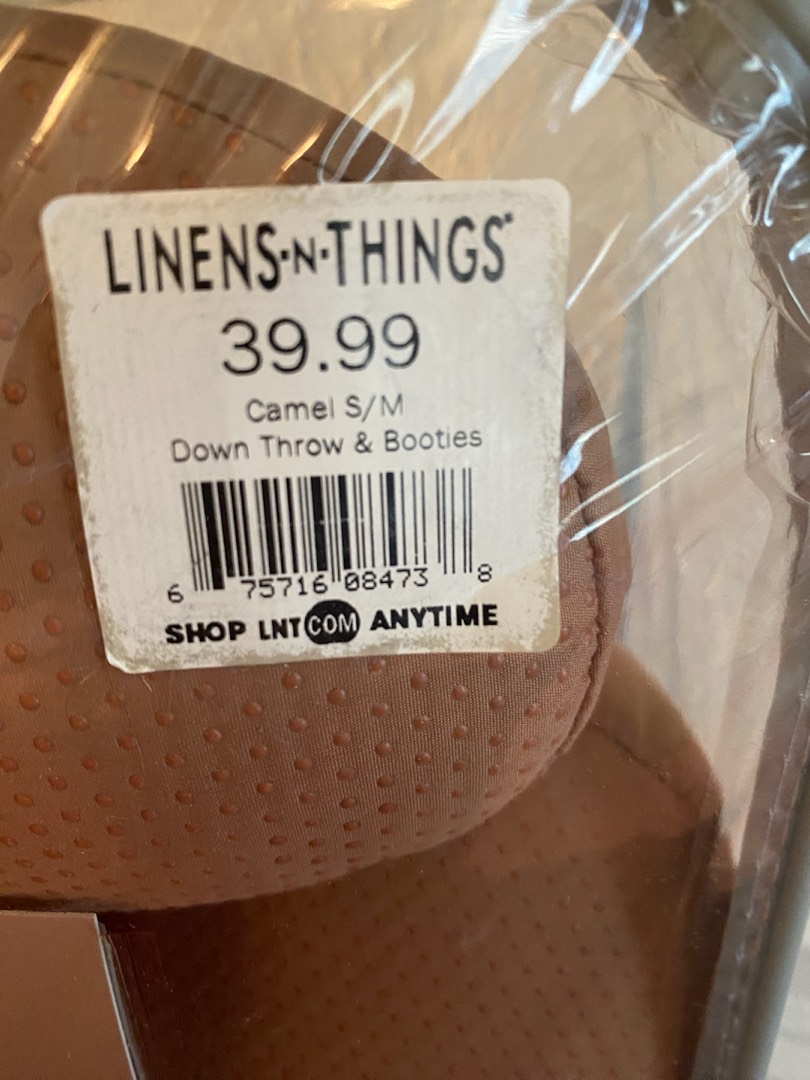 LINENS·N·THINGS
39.99
Camel S/M
Down Throw & Booties
6 75716 08473 8
SHOP LNT COM ANYTIME